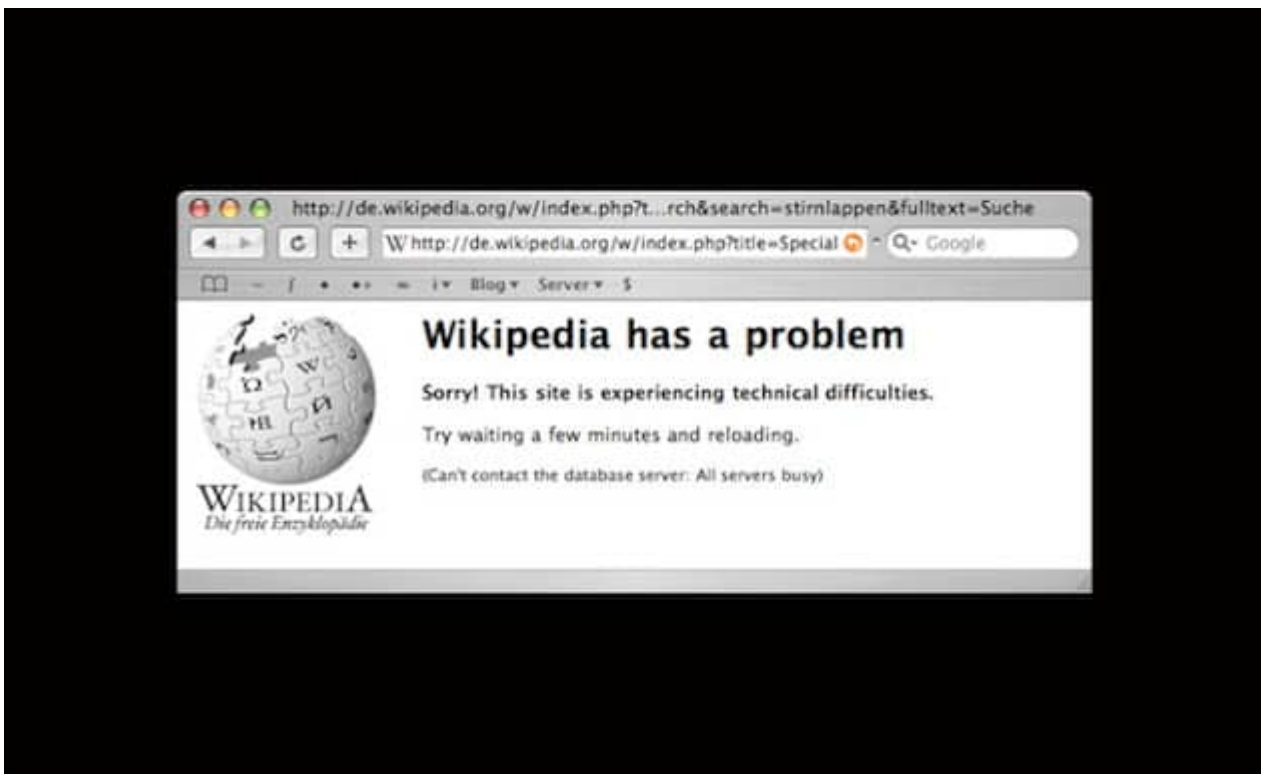 http://de.wikipedia.org/w/index.php?t...rch&search=stirnlappen&fulltext=Suche
W http://de.wikipedia.org/w/index.php?title=Special
Google
Blog
Server
$
Wikipedia has a problem
Sorry! This site is experiencing technical difficulties.
Try waiting a few minutes and reloading.
(Can't contact the database server: All servers busy)
WIKIPEDIA
Die freie Enzyklopädie